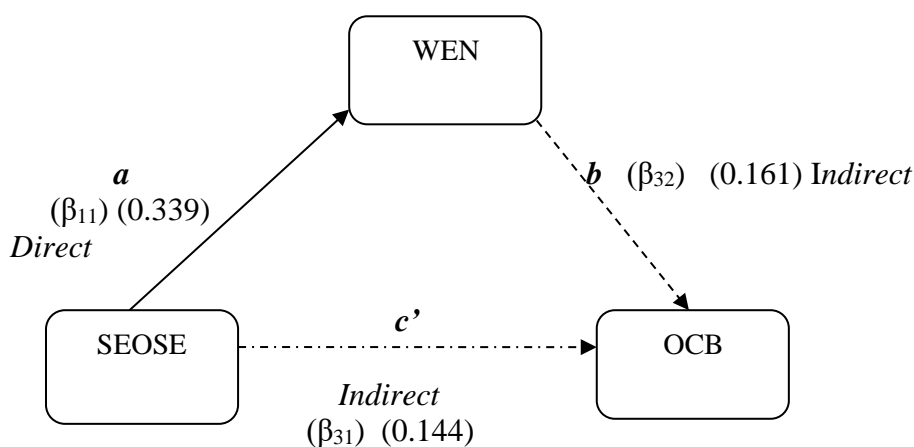 WEN
a
(β₁₁) (0.339)
Direct
b (β₃₂) (0.161) Indirect
SEOSE
c’
OCB
Indirect
(β₃₁) (0.144)